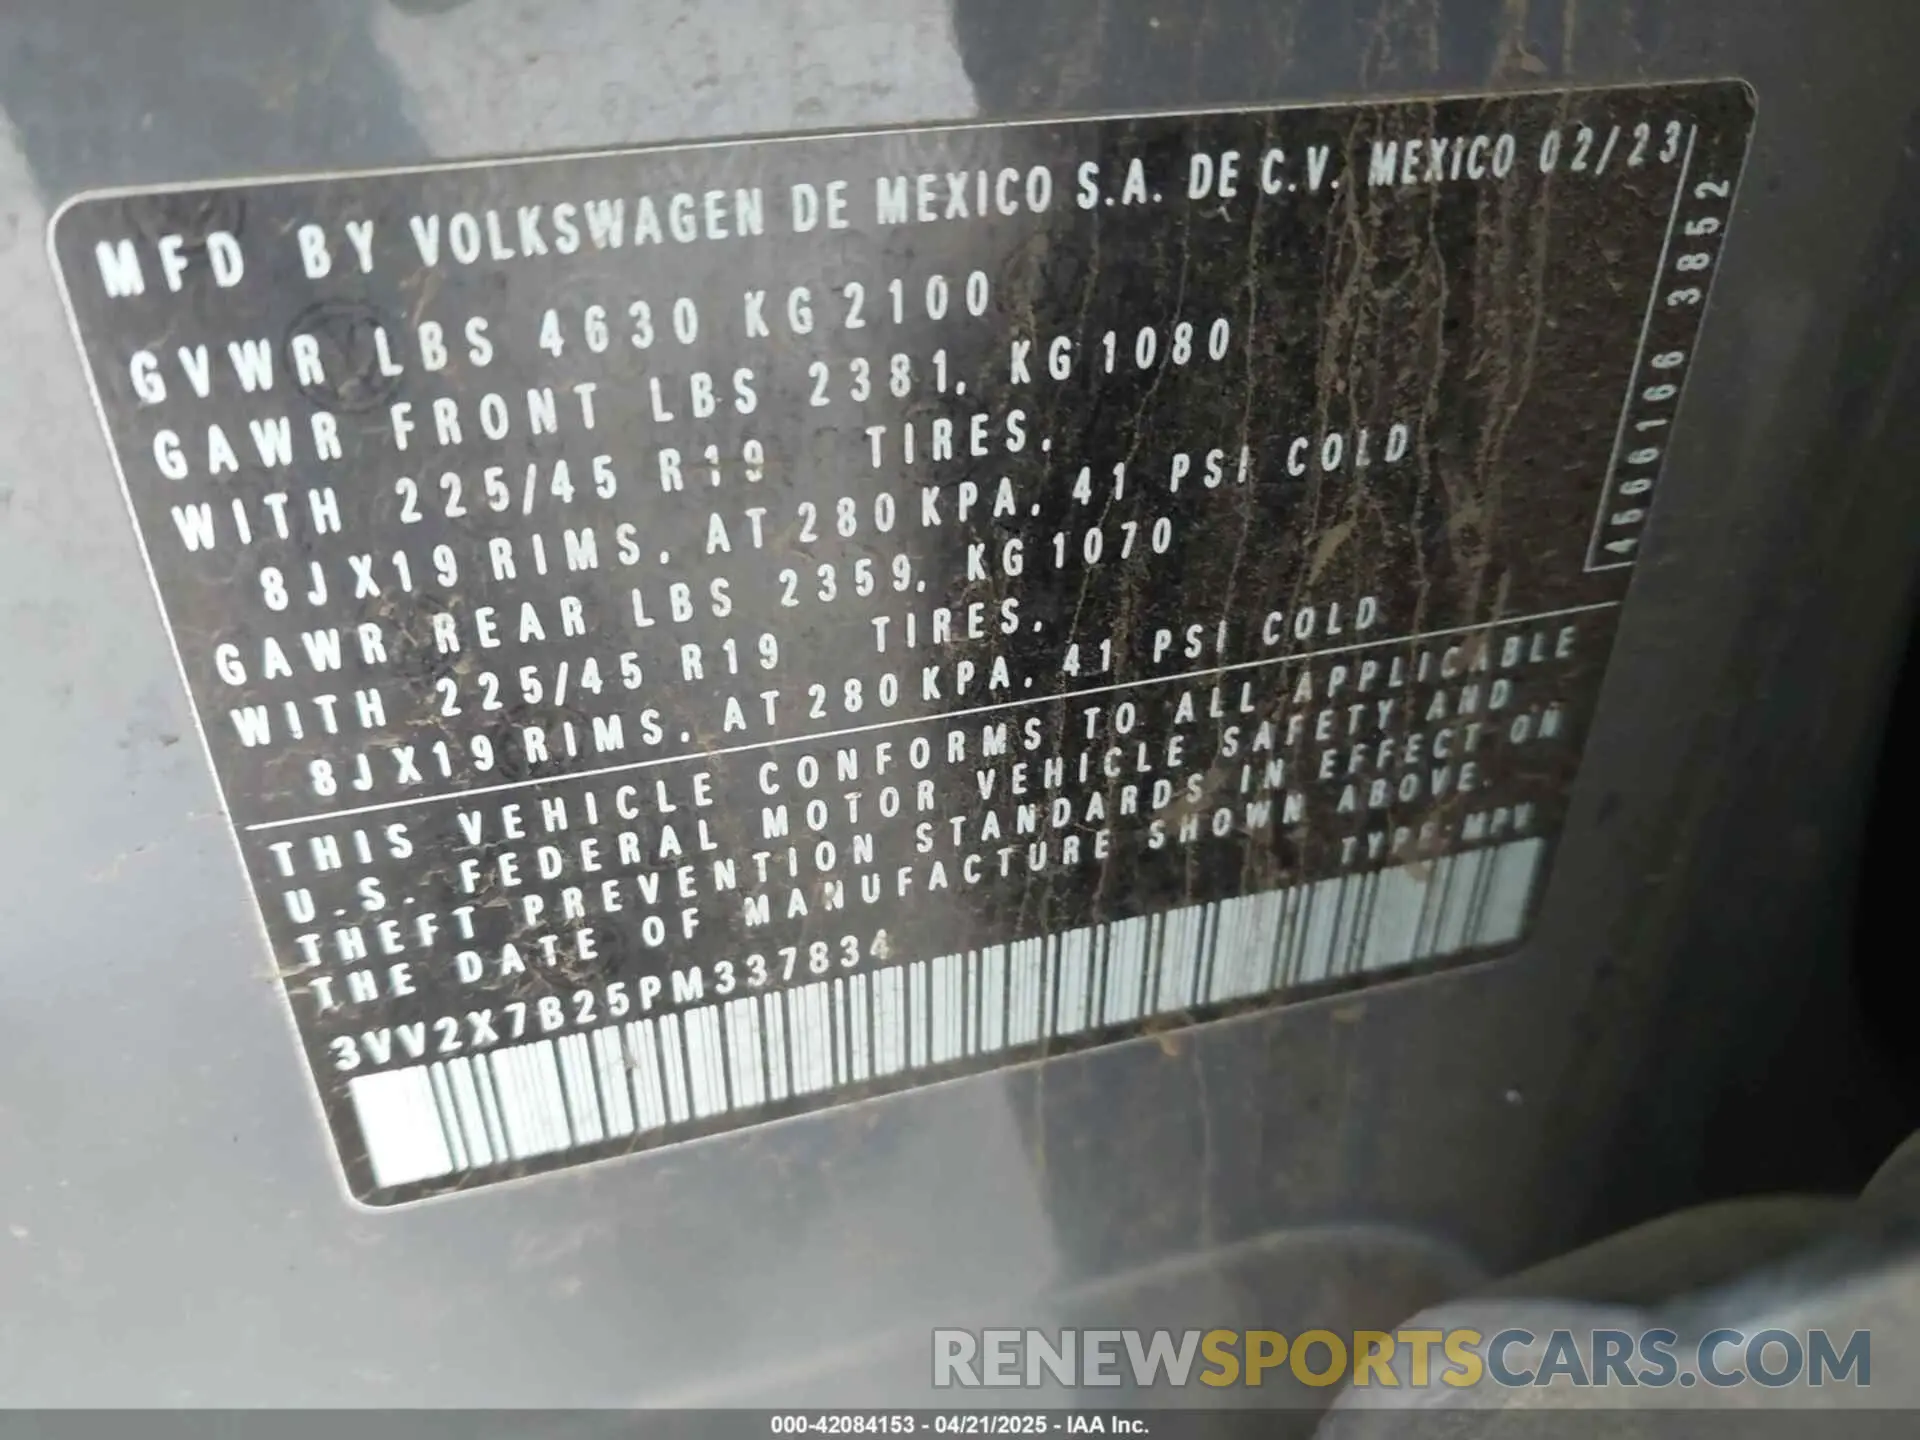 MFD BY VOLKSWAGEN DE MEXICO S.A. DE C.V. MEXICO 02/23
GVWR LBS 4630 KG 2100
GAWR FRONT LBS 2381, KG 1080
WITH 225/45 R19 TIRES,
8JX19 RIMS, AT 280 KPA, 41 PSI COLD
GAWR REAR LBS 2359, KG 1070
WITH 225/45 R19 TIRES,
8JX19 RIMS, AT 280 KPA, 41 PSI COLD
4566166 3852
THIS VEHICLE CONFORMS TO ALL APPLICABLE
U.S. FEDERAL MOTOR VEHICLE SAFETY AND
THEFT PREVENTION STANDARDS IN EFFECT ON
THE DATE OF MANUFACTURE SHOWN ABOVE.
TYPE: MPV
3VV2X7B25PM337834
RENEWSPORTSCARS.COM
000-42084153 - 04/21/2025 - IAA Inc.